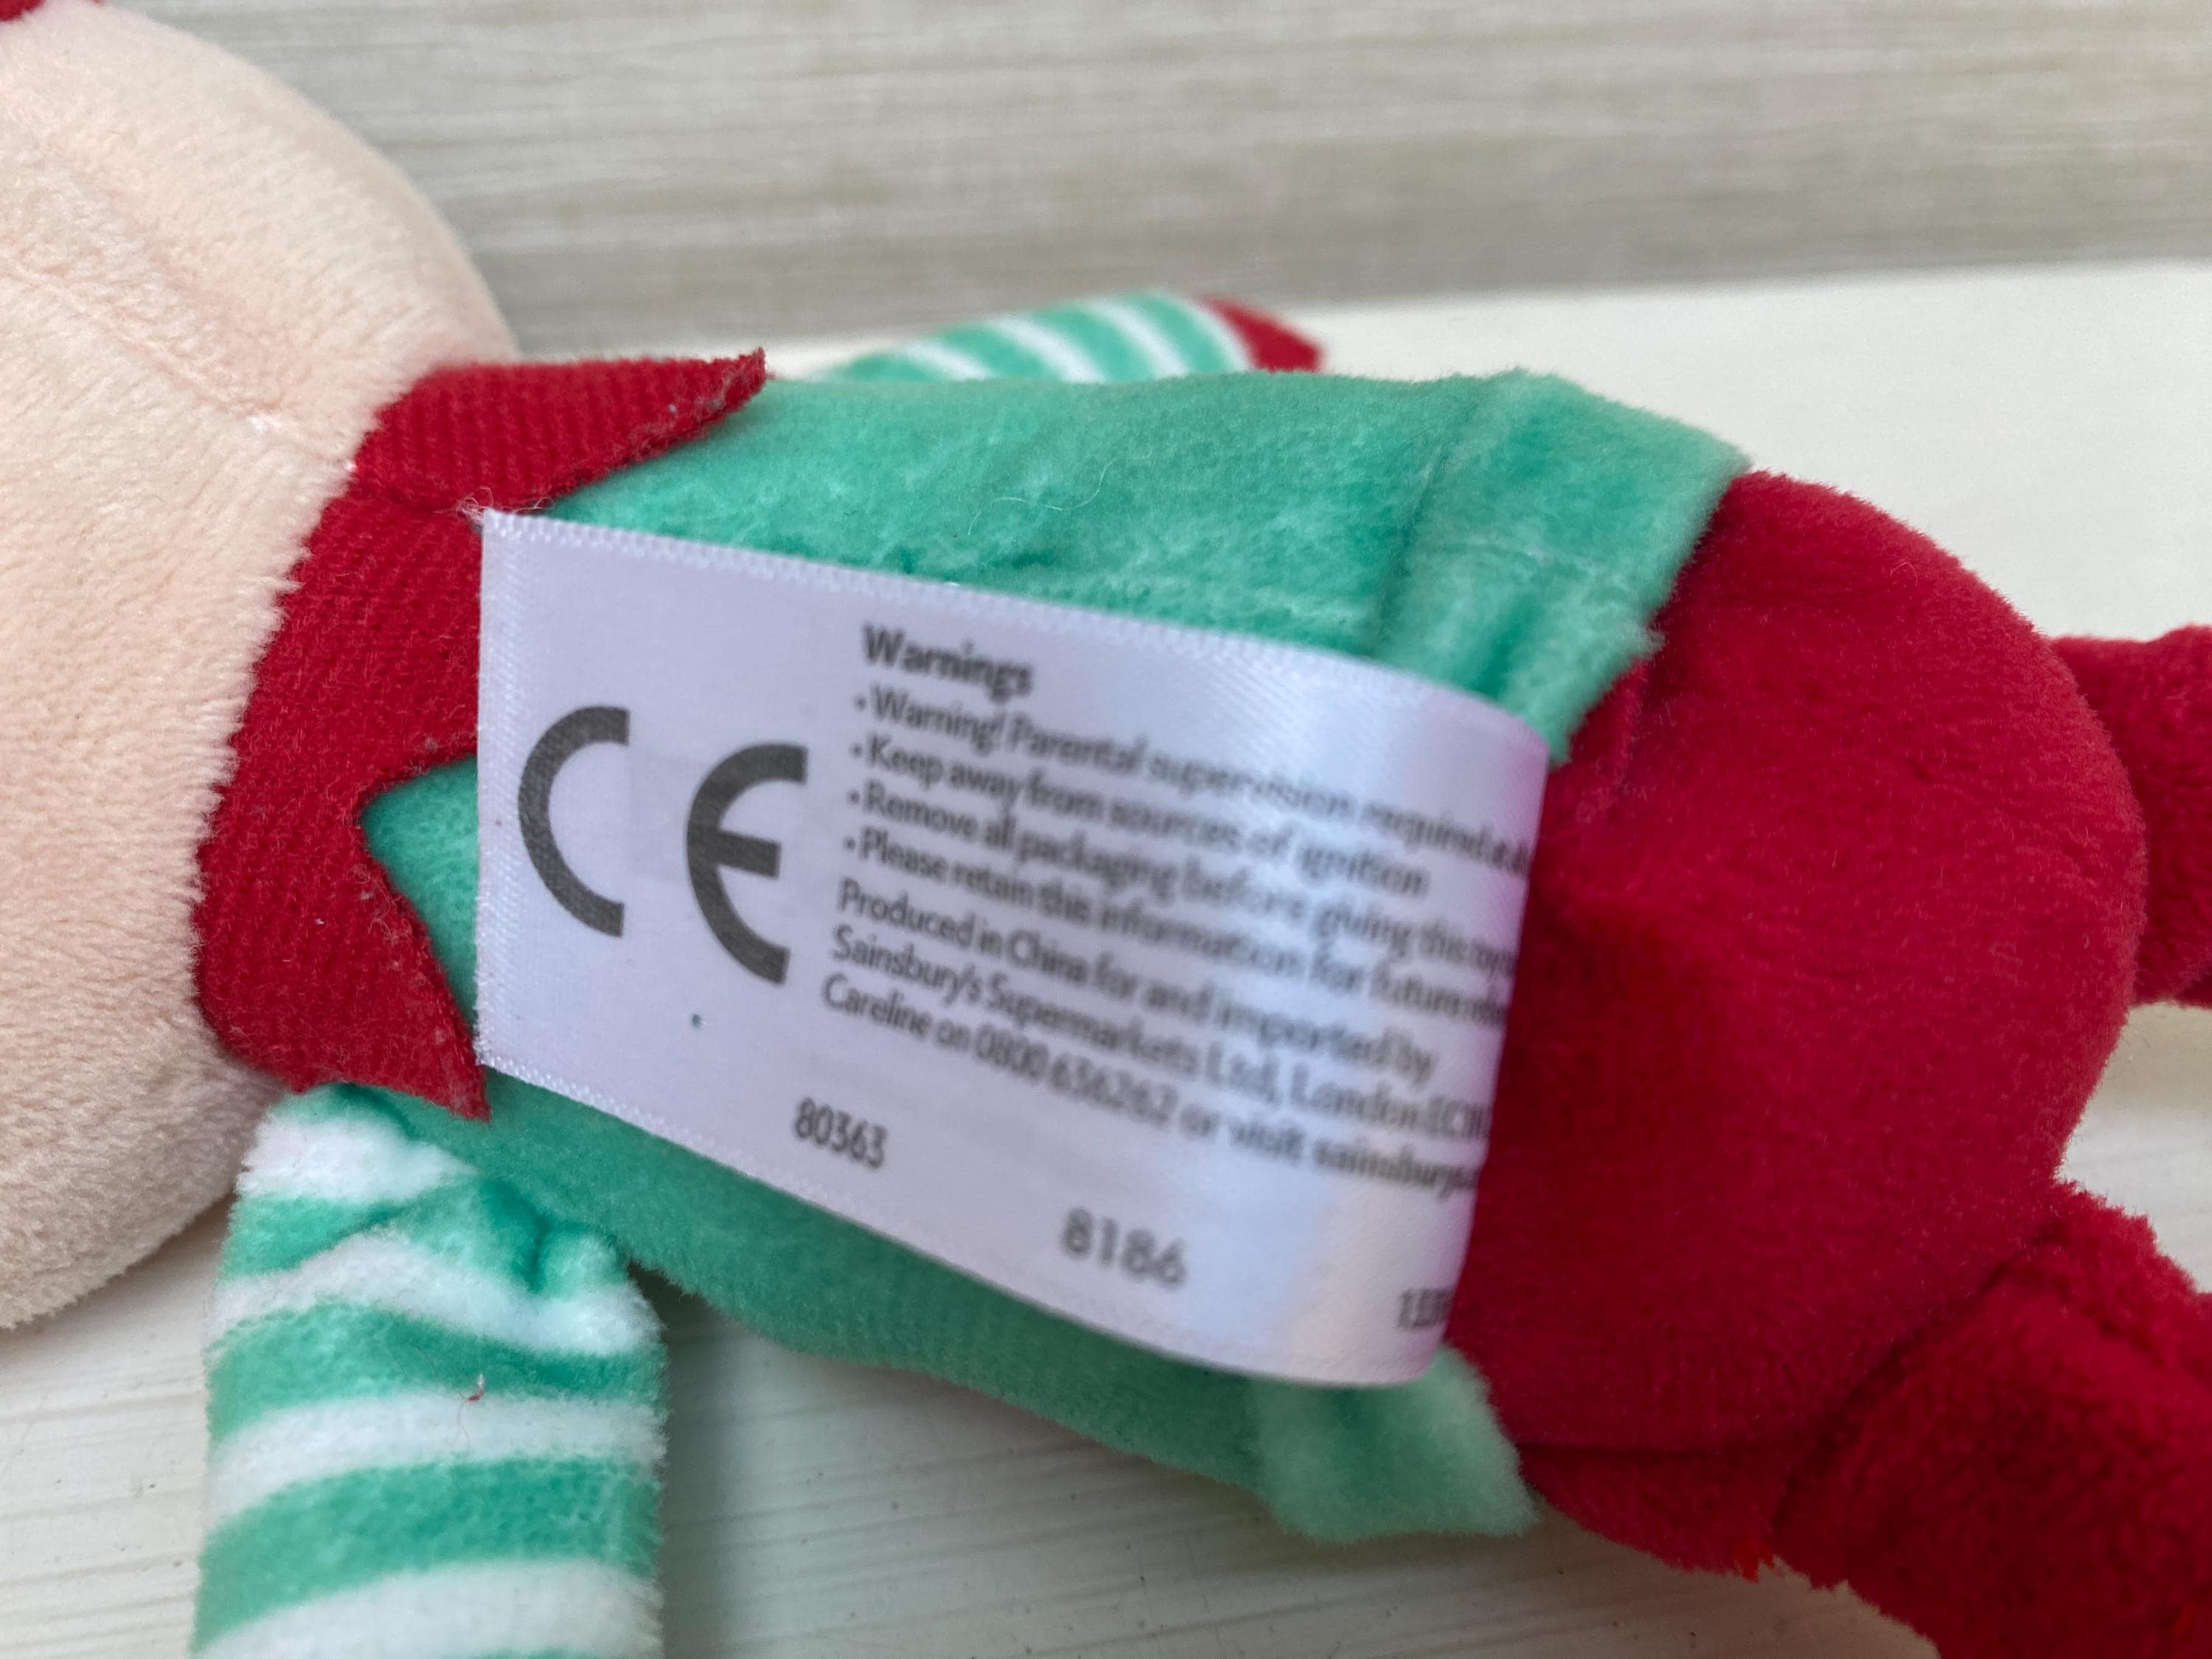 CE
Warnings
• Warning! Parental supervision required
• Keep away from sources of ignition
• Remove all packaging before giving this
• Please retain this information for future
Produced in China for and imported by
Sainsbury's Supermarkets Ltd, London
Careline on 0800 636262 or visit
80363
8186